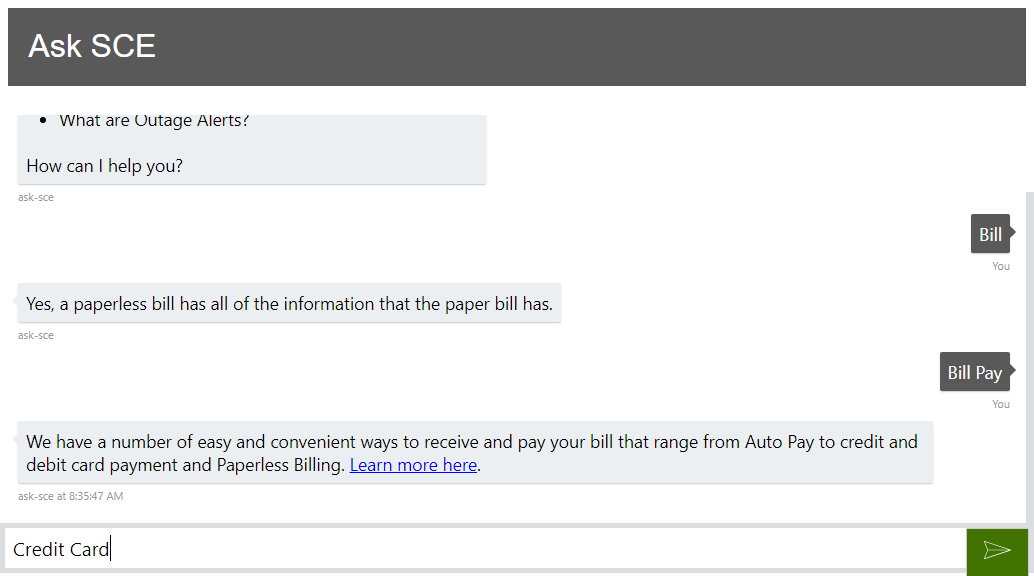 Ask SCE
• What are Outage Alerts?
How can I help you?
ask-sce
Bill
You
Yes, a paperless bill has all of the information that the paper bill has.
ask-sce
Bill Pay
You
We have a number of easy and convenient ways to receive and pay your bill that range from Auto Pay to credit and
debit card payment and Paperless Billing. Learn more here.
ask-sce at 8:35:47 AM
Credit Card